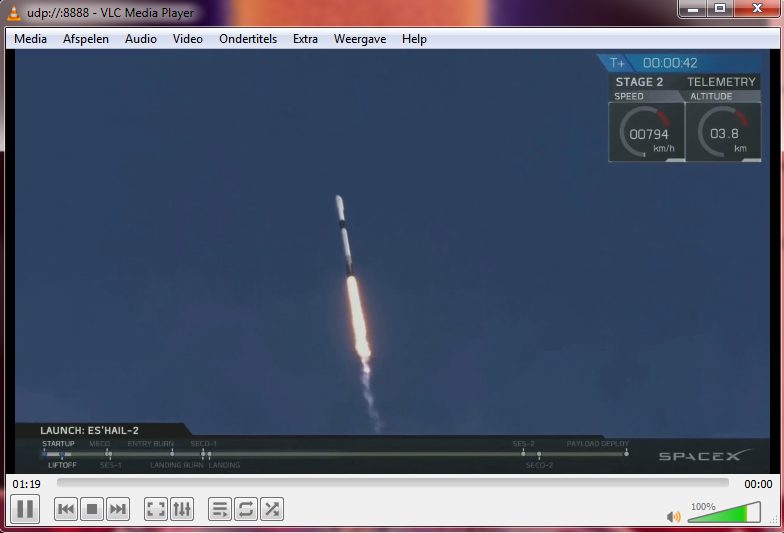 udp://:8888 - VLC Media Player
Media Afspelen Audio Video Ondertitels Extra Weergave Help
T+ 00:00:42
STAGE 2 TELEMETRY
SPEED ALTITUDE
00794 03.8
km/h km
LAUNCH: ES'HAIL-2
STARTUP MECO ENTRY BURN SECO-1 SES-2 PAYLOAD DEPLOY
LIFTOFF SES-1 LANDING BURN LANDING SECO-2
SPACEX
01:19 00:00
100%